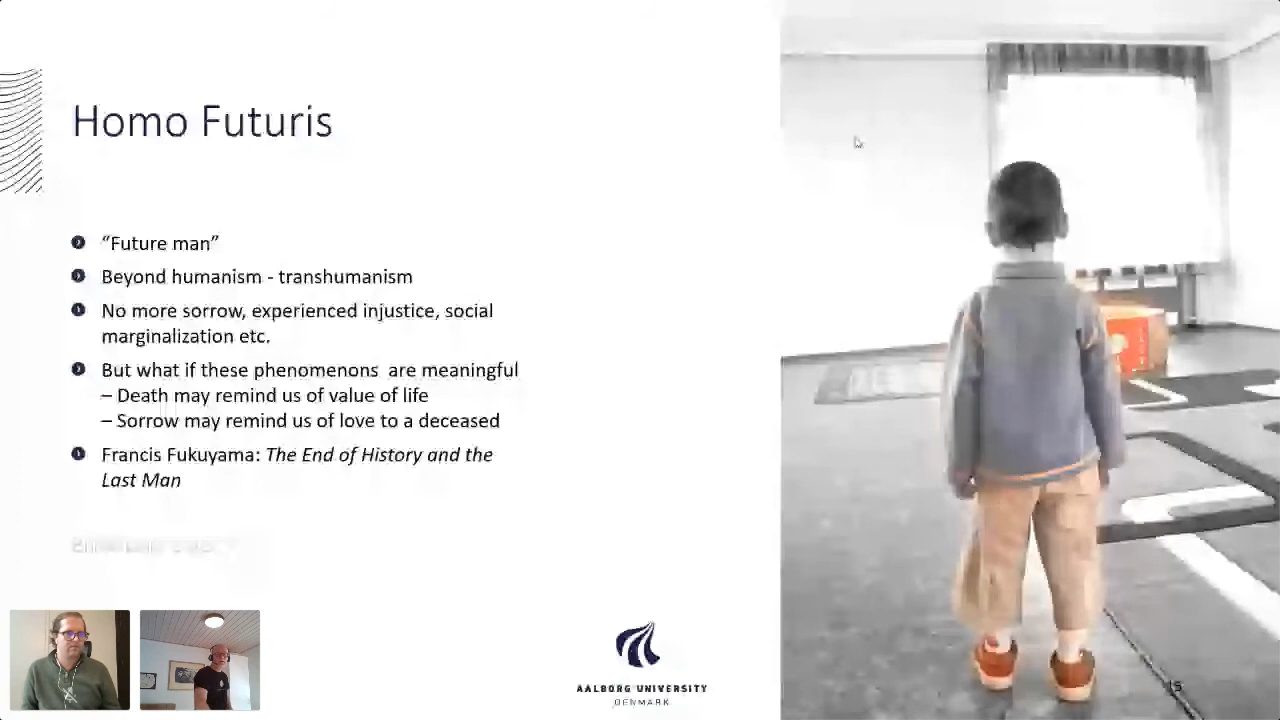 Homo Futuris
“Future man”
Beyond humanism - transhumanism
No more sorrow, experienced injustice, social
marginalization etc.
But what if these phenomenons are meaningful
– Death may remind us of value of life
– Sorrow may remind us of love to a deceased
Francis Fukuyama: The End of History and the
Last Man
AALBORG UNIVERSITY
DENMARK
15